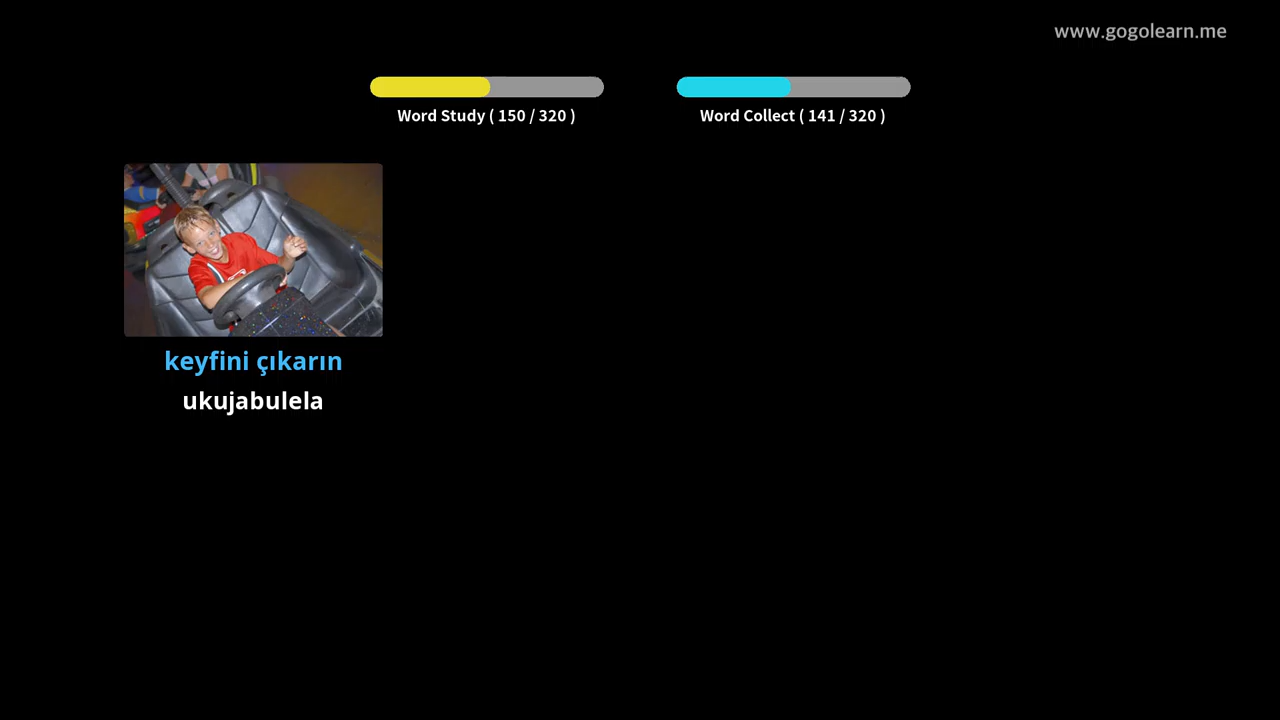 www.gogolearn.me
Word Study ( 150 / 320 )
Word Collect ( 141 / 320 )
keyfini çıkarın
ukujabulela